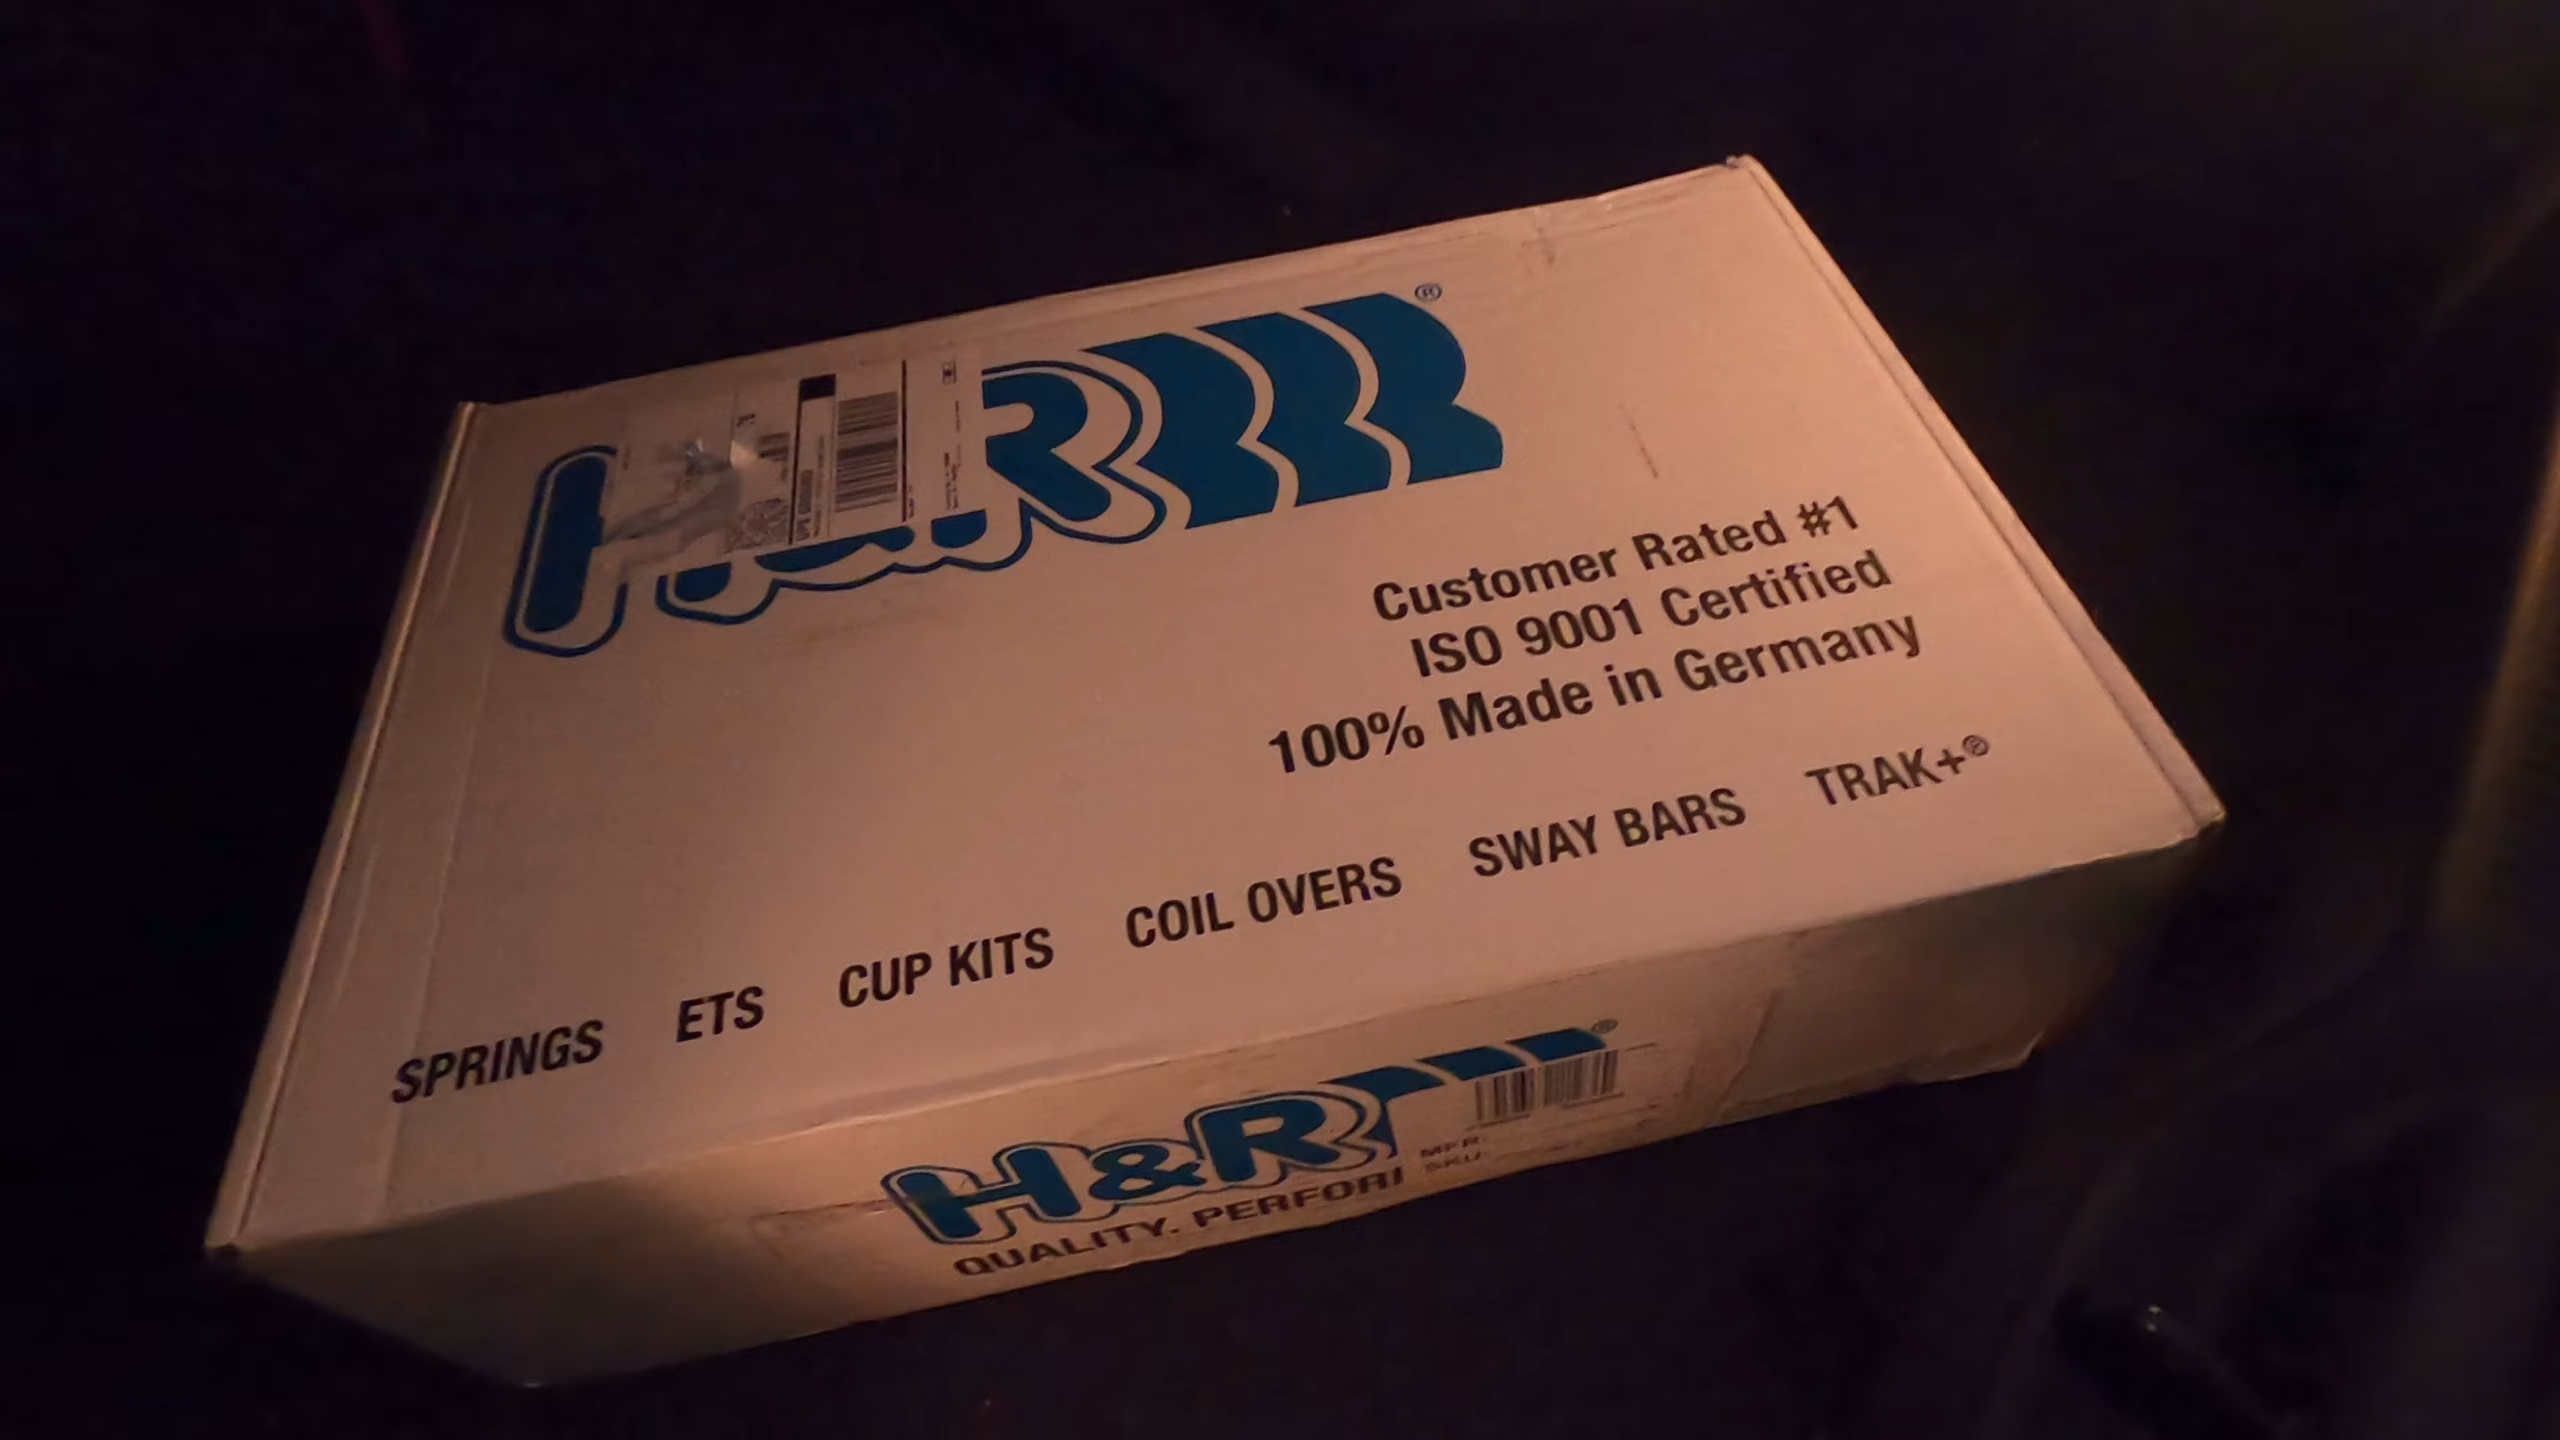 H&R®
Customer Rated #1
ISO 9001 Certified
100% Made in Germany
SPRINGS ETS CUP KITS COIL OVERS SWAY BARS TRAK+®
H&R®
MFR:
SKU:
QUALITY. PERFOR